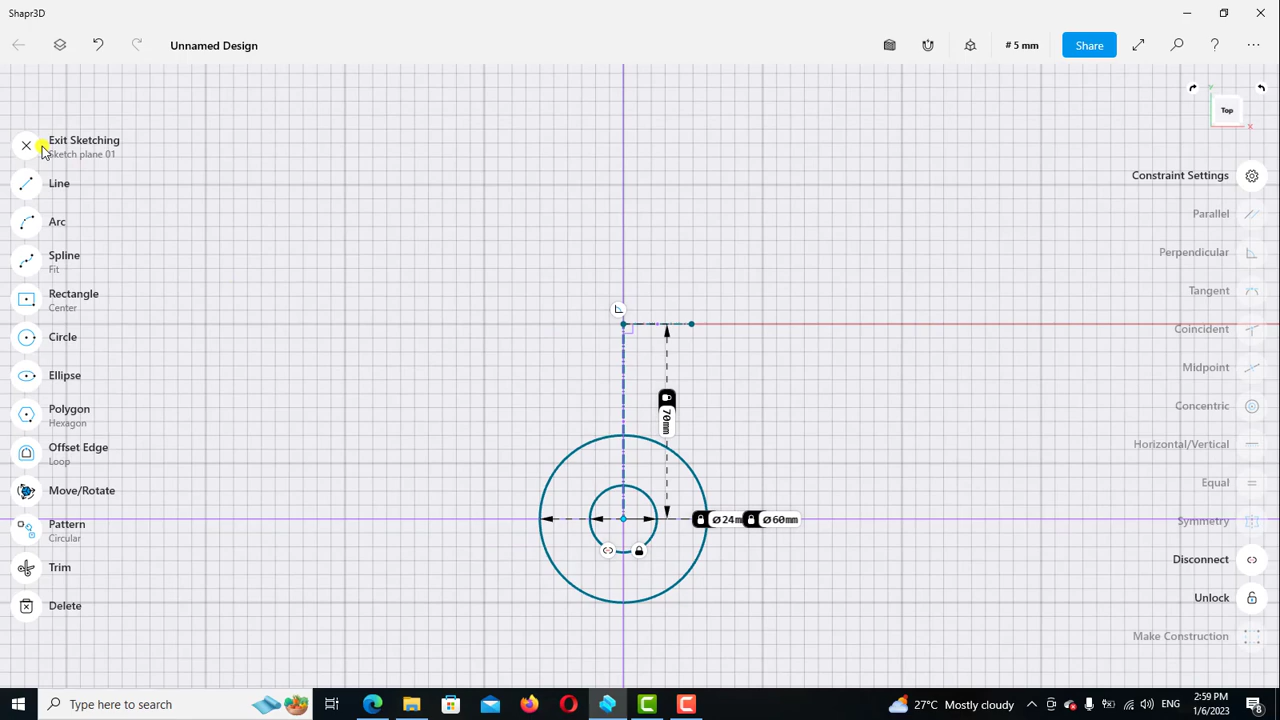 Shapr3D
Unnamed Design
# 5 mm
Share
Top
Y
X
Exit Sketching
Sketch plane 01
Line
Arc
Spline
Fit
Rectangle
Center
Circle
Ellipse
Polygon
Hexagon
Offset Edge
Loop
Move/Rotate
Pattern
Circular
Trim
Delete
70mm
Ø24m
Ø60mm
Constraint Settings
Parallel
Perpendicular
Tangent
Coincident
Midpoint
Concentric
Horizontal/Vertical
Equal
Symmetry
Disconnect
Unlock
Make Construction
Type here to search
27°C Mostly cloudy
ENG
2:59 PM
1/6/2023
8